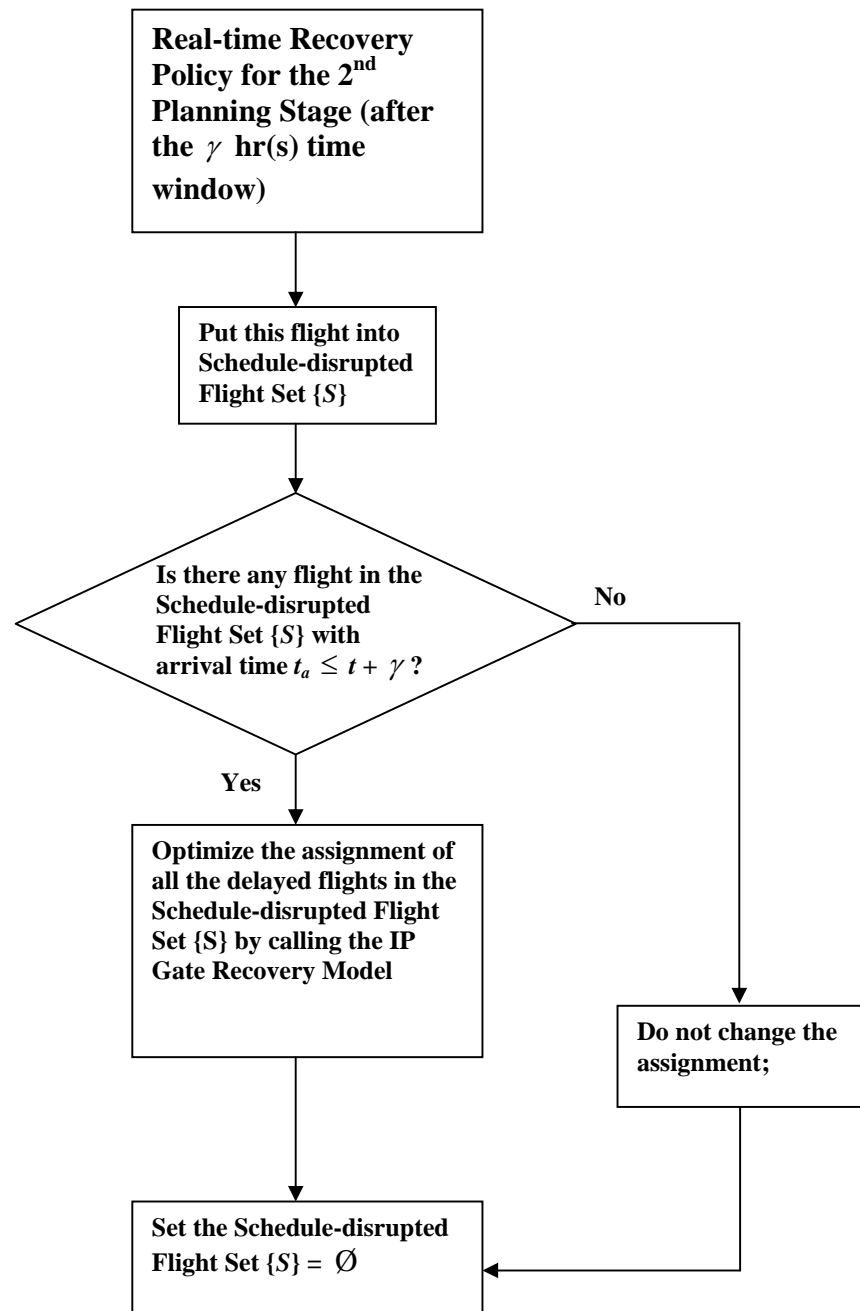 Real-time Recovery
Policy for the 2nd
Planning Stage (after
the γ hr(s) time
window)
Put this flight into
Schedule-disrupted
Flight Set {S}
Is there any flight in the
Schedule-disrupted
Flight Set {S} with
arrival time ta ≤ t + γ ?
No
Yes
Optimize the assignment of
all the delayed flights in the
Schedule-disrupted Flight
Set {S} by calling the IP
Gate Recovery Model
Do not change the
assignment;
Set the Schedule-disrupted
Flight Set {S} = Ø